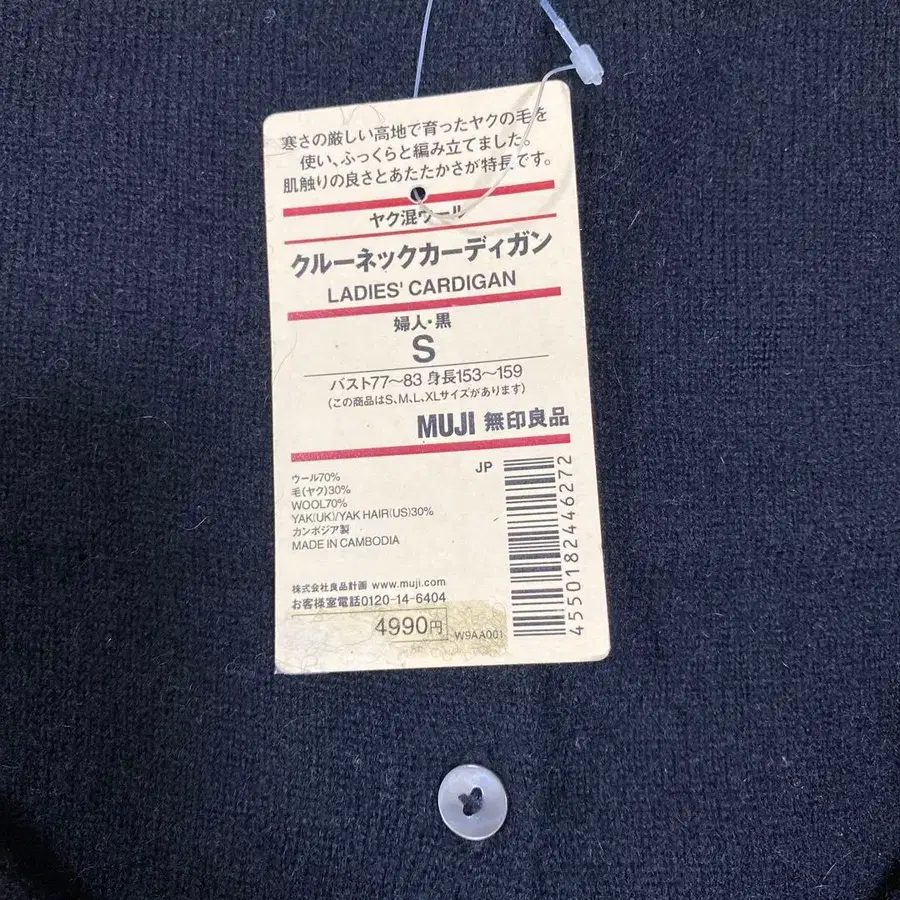 寒さの厳しい高地で育ったヤクの毛を
使い、ふっくらと編み立てました。
肌触りの良さとあたたかさが特長です。
ヤク混ウール
クルーネックカーディガン
LADIES' CARDIGAN
婦人・黒
S
バスト77〜83 身長153〜159
(この商品はS、M、L、XLサイズがあります)
MUJI 無印良品
JP
ウール70%
毛(ヤク)30%
WOOL70%
YAK(UK)/YAK HAIR(US)30%
カンボジア製
MADE IN CAMBODIA
株式会社良品計画 www.muji.com
お客様室電話0120-14-6404
4990円
W9AA001
4550182446272